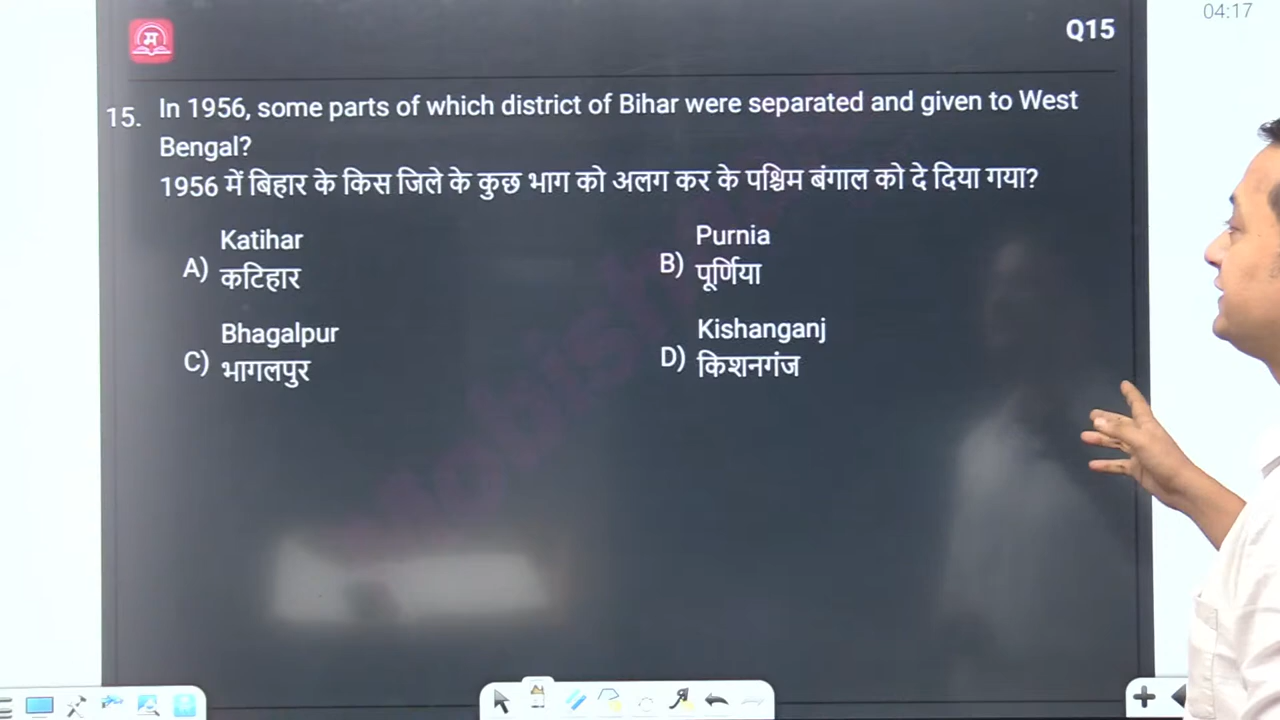 04:17
म
Q15
15. In 1956, some parts of which district of Bihar were separated and given to West
Bengal?
1956 में बिहार के किस जिले के कुछ भाग को अलग कर के पश्चिम बंगाल को दे दिया गया?
A) Katihar
कटिहार
B) Purnia
पूर्णिया
C) Bhagalpur
भागलपुर
D) Kishanganj
किशनगंज